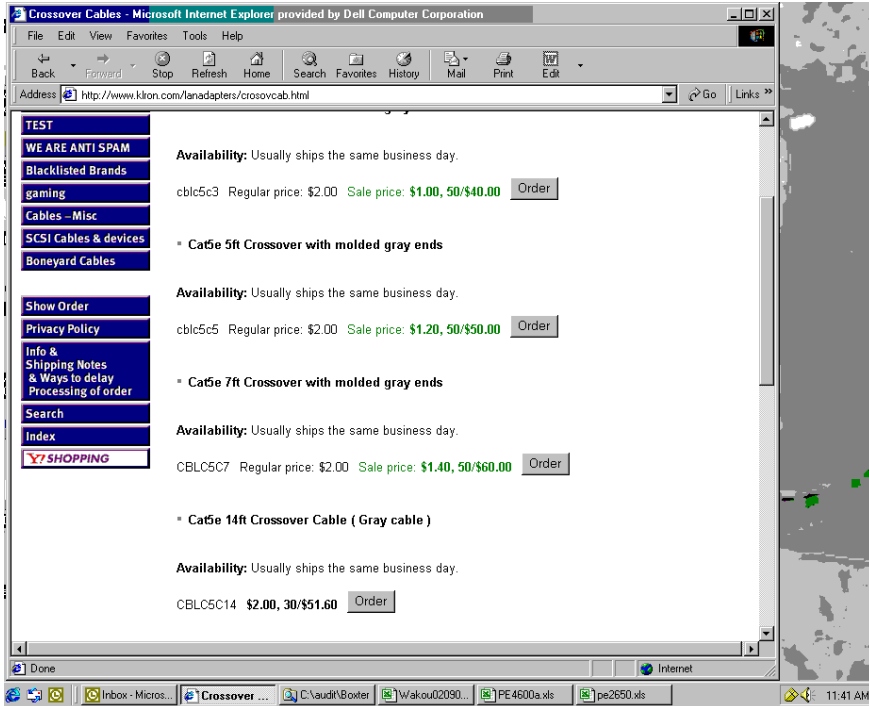 Crossover Cables - Microsoft Internet Explorer provided by Dell Computer Corporation
File Edit View Favorites Tools Help
Back Forward Stop Refresh Home Search Favorites History Mail Print Edit
Address http://www.klron.com/lanadapters/crosovcab.html Go Links »
TEST
WE ARE ANTI SPAM
Blacklisted Brands
gaming
Cables – Misc
SCSI Cables & devices
Boneyard Cables
Show Order
Privacy Policy
Info &
Shipping Notes
& Ways to delay
Processing of order
Search
Index
Y! SHOPPING
Availability: Usually ships the same business day.
cblc5c3 Regular price: $2.00 Sale price: $1.00, 50/$40.00 Order
Cat5e 5ft Crossover with molded gray ends
Availability: Usually ships the same business day.
cblc5c5 Regular price: $2.00 Sale price: $1.20, 50/$50.00 Order
Cat5e 7ft Crossover with molded gray ends
Availability: Usually ships the same business day.
CBLC5C7 Regular price: $2.00 Sale price: $1.40, 50/$60.00 Order
Cat5e 14ft Crossover Cable ( Gray cable )
Availability: Usually ships the same business day.
CBLC5C14 $2.00, 30/$51.60 Order
Done Internet
Inbox - Micros... Crossover ... C:\audit\Boxter Wakou02090... PE4600a.xls pe2650.xls 11:41 AM